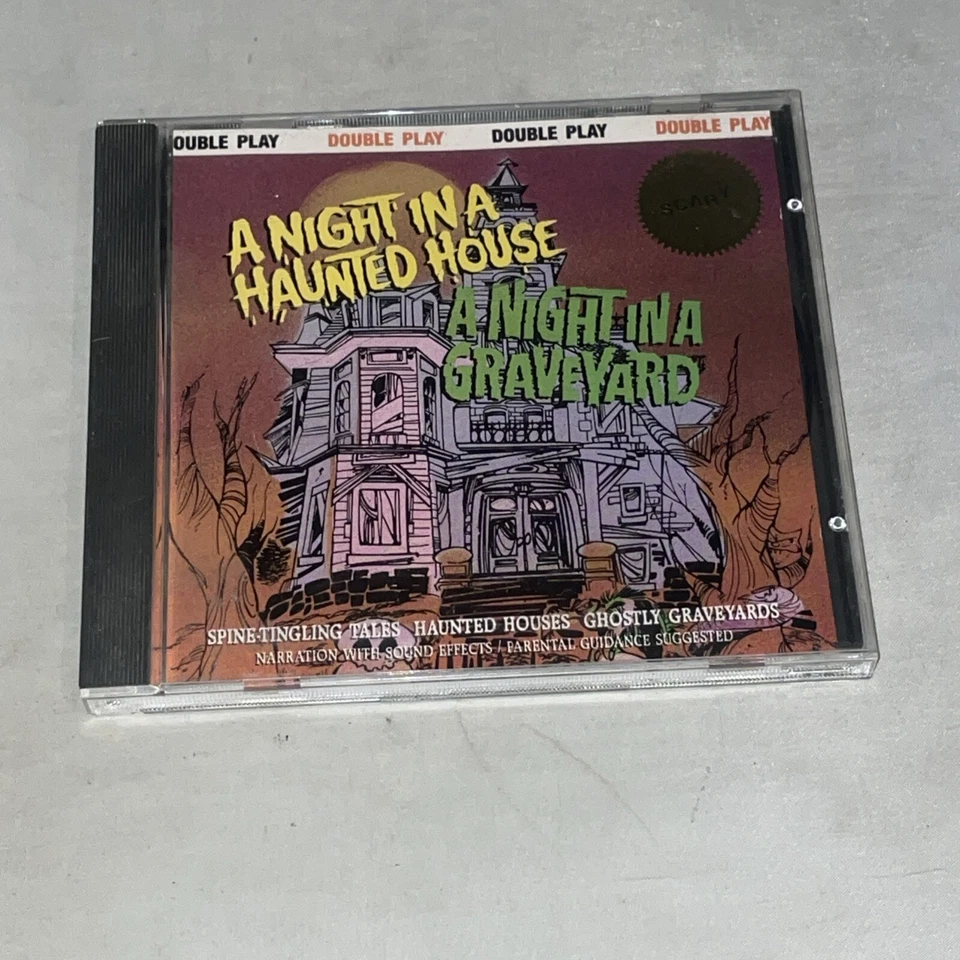 OUBLE PLAY DOUBLE PLAY DOUBLE PLAY DOUBLE PLAY
SCARY
A NIGHT IN A
HAUNTED HOUSE
A NIGHT IN A
GRAVEYARD
SPINE-TINGLING TALES HAUNTED HOUSES GHOSTLY GRAVEYARDS
NARRATION WITH SOUND EFFECTS / PARENTAL GUIDANCE SUGGESTED